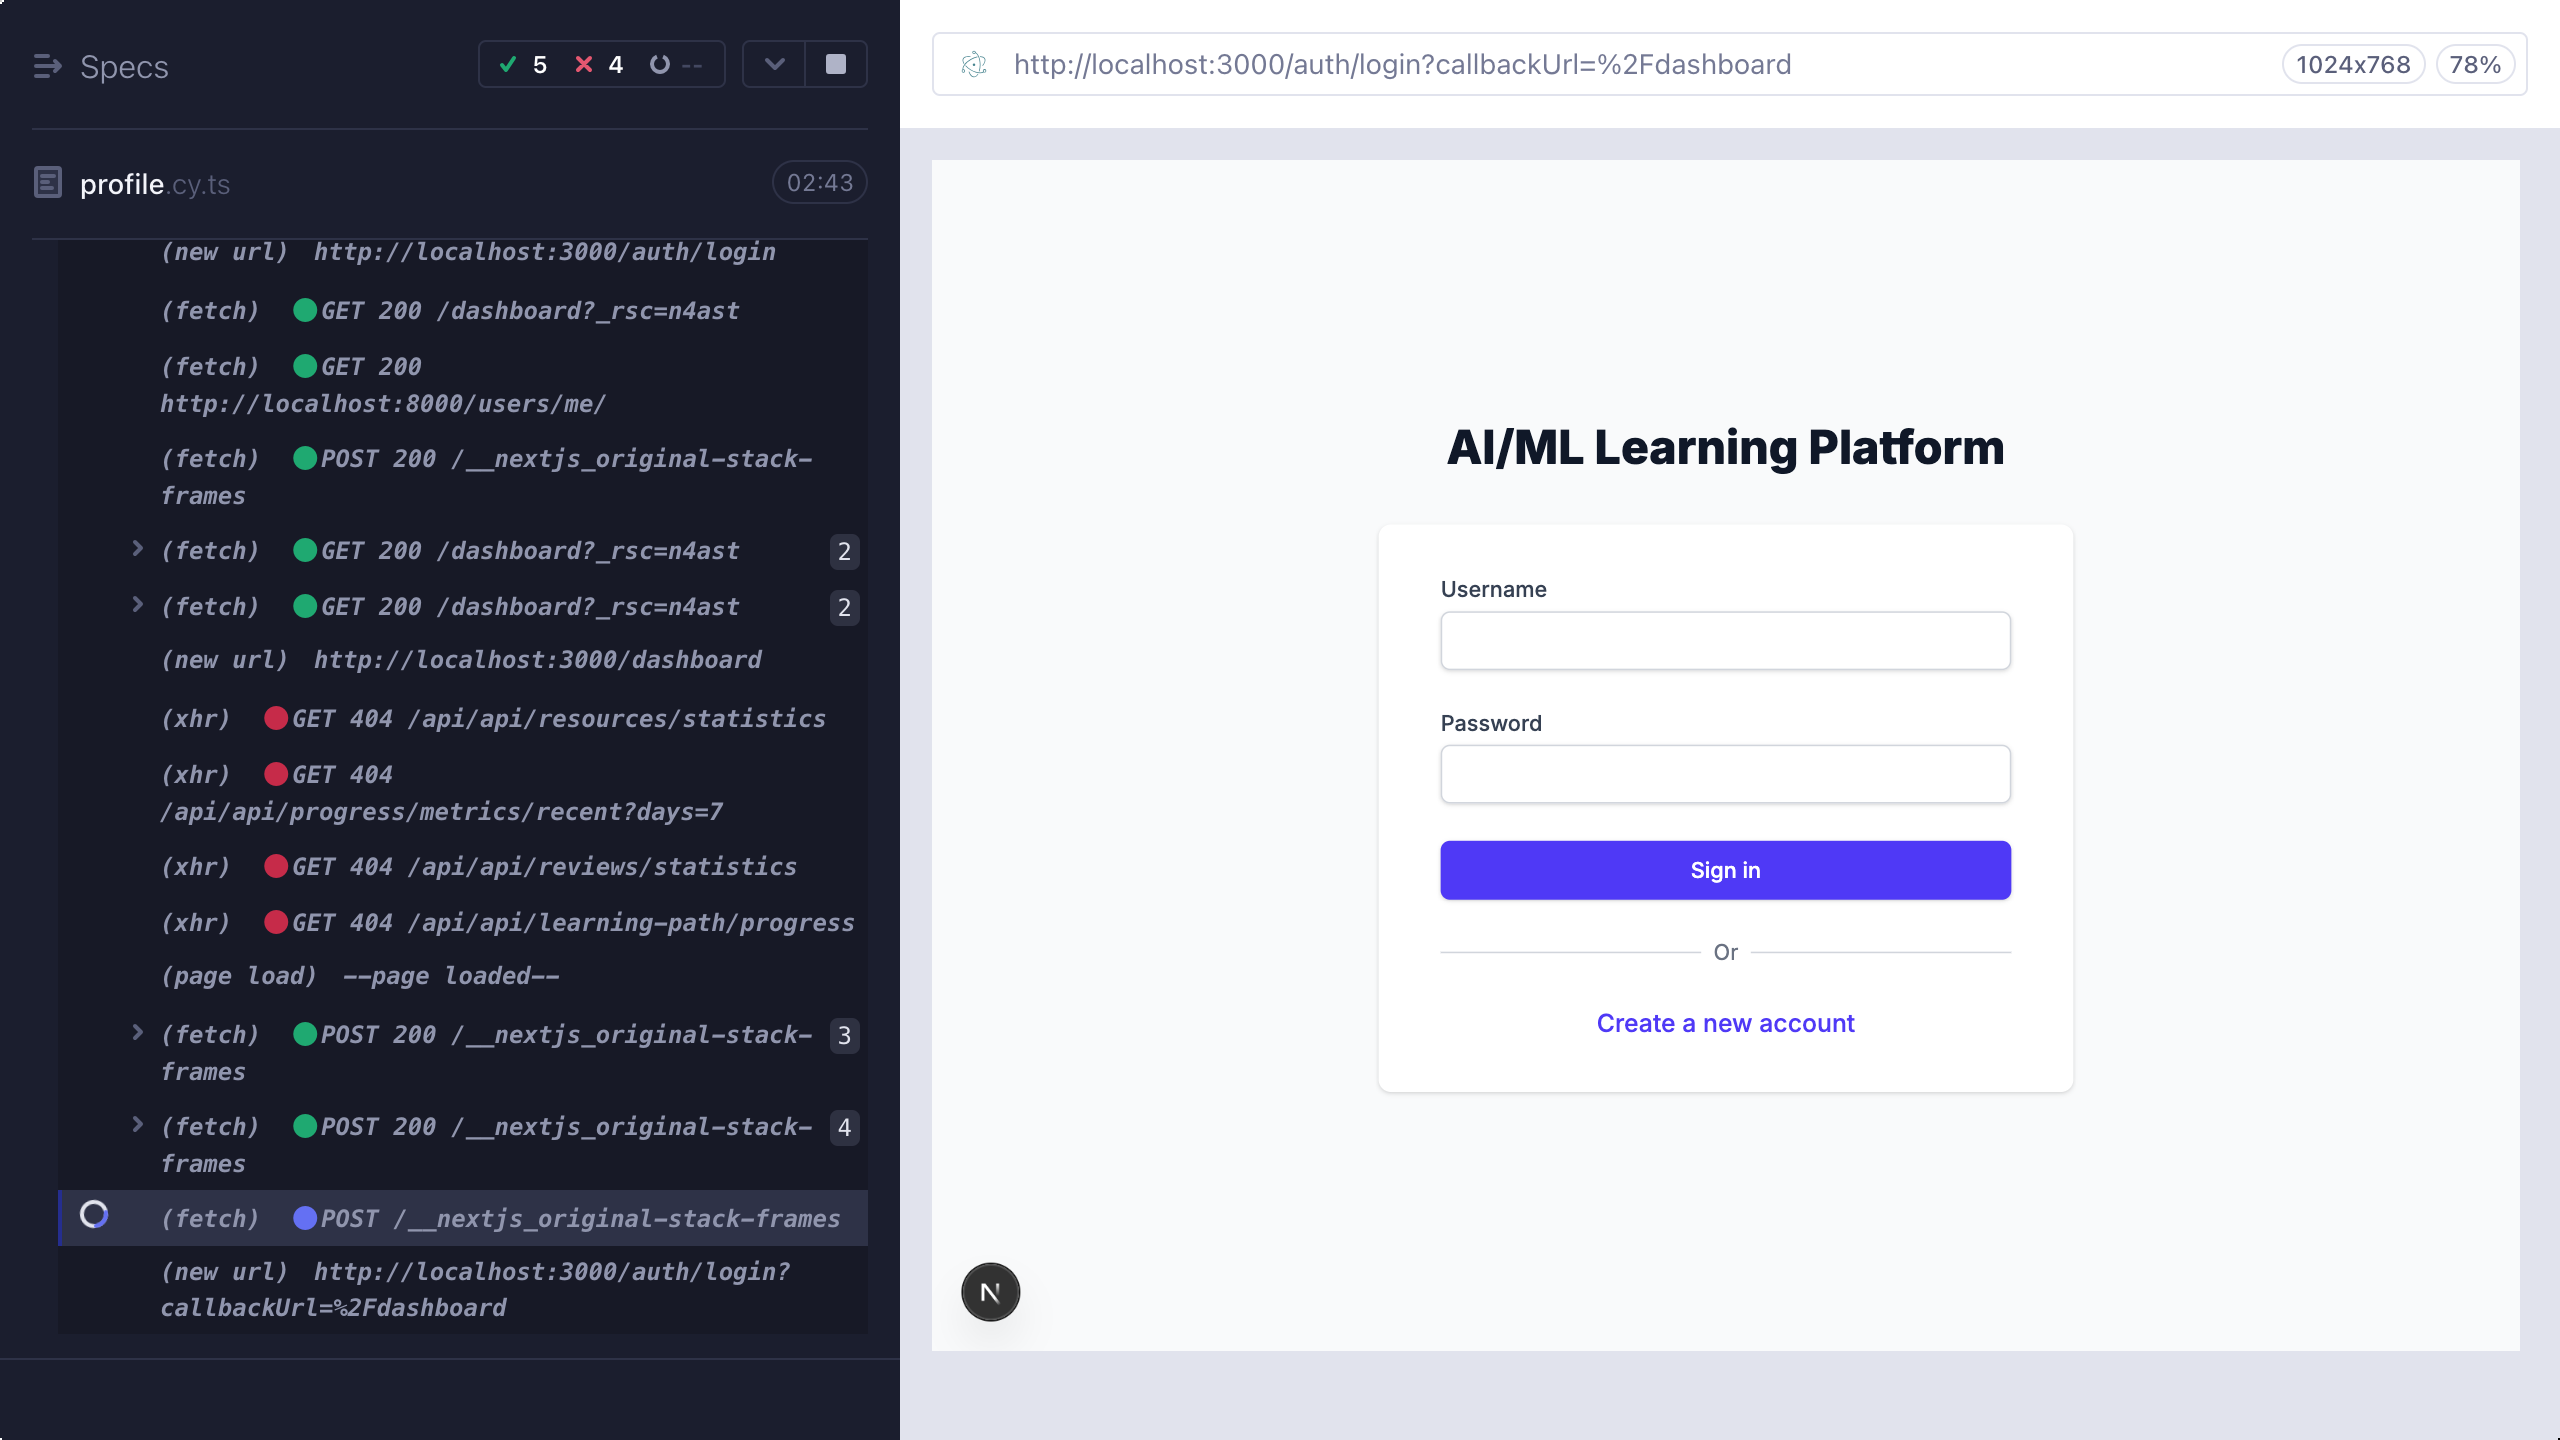 Specs
5
4
--
profile.cy.ts
02:43
(new url) http://localhost:3000/auth/login
(fetch) GET 200 /dashboard?_rsc=n4ast
(fetch) GET 200
http://localhost:8000/users/me/
(fetch) POST 200 /__nextjs_original-stack-
frames
(fetch) GET 200 /dashboard?_rsc=n4ast 2
(fetch) GET 200 /dashboard?_rsc=n4ast 2
(new url) http://localhost:3000/dashboard
(xhr) GET 404 /api/api/resources/statistics
(xhr) GET 404
/api/api/progress/metrics/recent?days=7
(xhr) GET 404 /api/api/reviews/statistics
(xhr) GET 404 /api/api/learning-path/progress
(page load) --page loaded--
(fetch) POST 200 /__nextjs_original-stack- 3
frames
(fetch) POST 200 /__nextjs_original-stack- 4
frames
(fetch) POST /__nextjs_original-stack-frames
(new url) http://localhost:3000/auth/login?
callbackUrl=%2Fdashboard
http://localhost:3000/auth/login?callbackUrl=%2Fdashboard
1024x768
78%
AI/ML Learning Platform
Username
Password
Sign in
Or
Create a new account
N